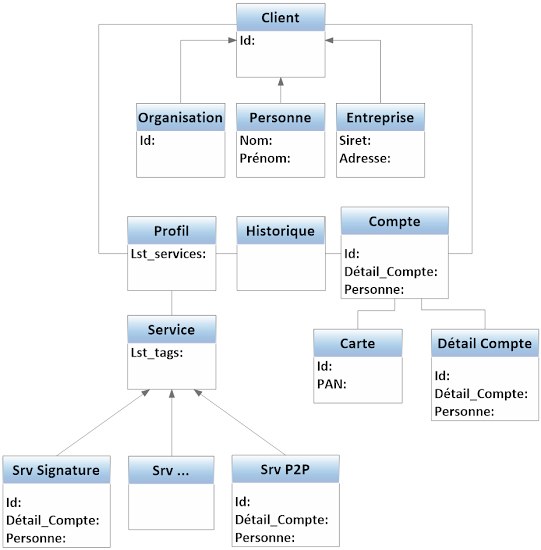 Client
Id:
Organisation
Id:
Personne
Nom:
Prénom:
Entreprise
Siret:
Adresse:
Profil
Lst_services:
Historique
Compte
Id:
Détail_Compte:
Personne:
Service
Lst_tags:
Carte
Id:
PAN:
Détail Compte
Id:
Détail_Compte:
Personne:
Srv Signature
Id:
Détail_Compte:
Personne:
Srv ...
Srv P2P
Id:
Détail_Compte:
Personne: